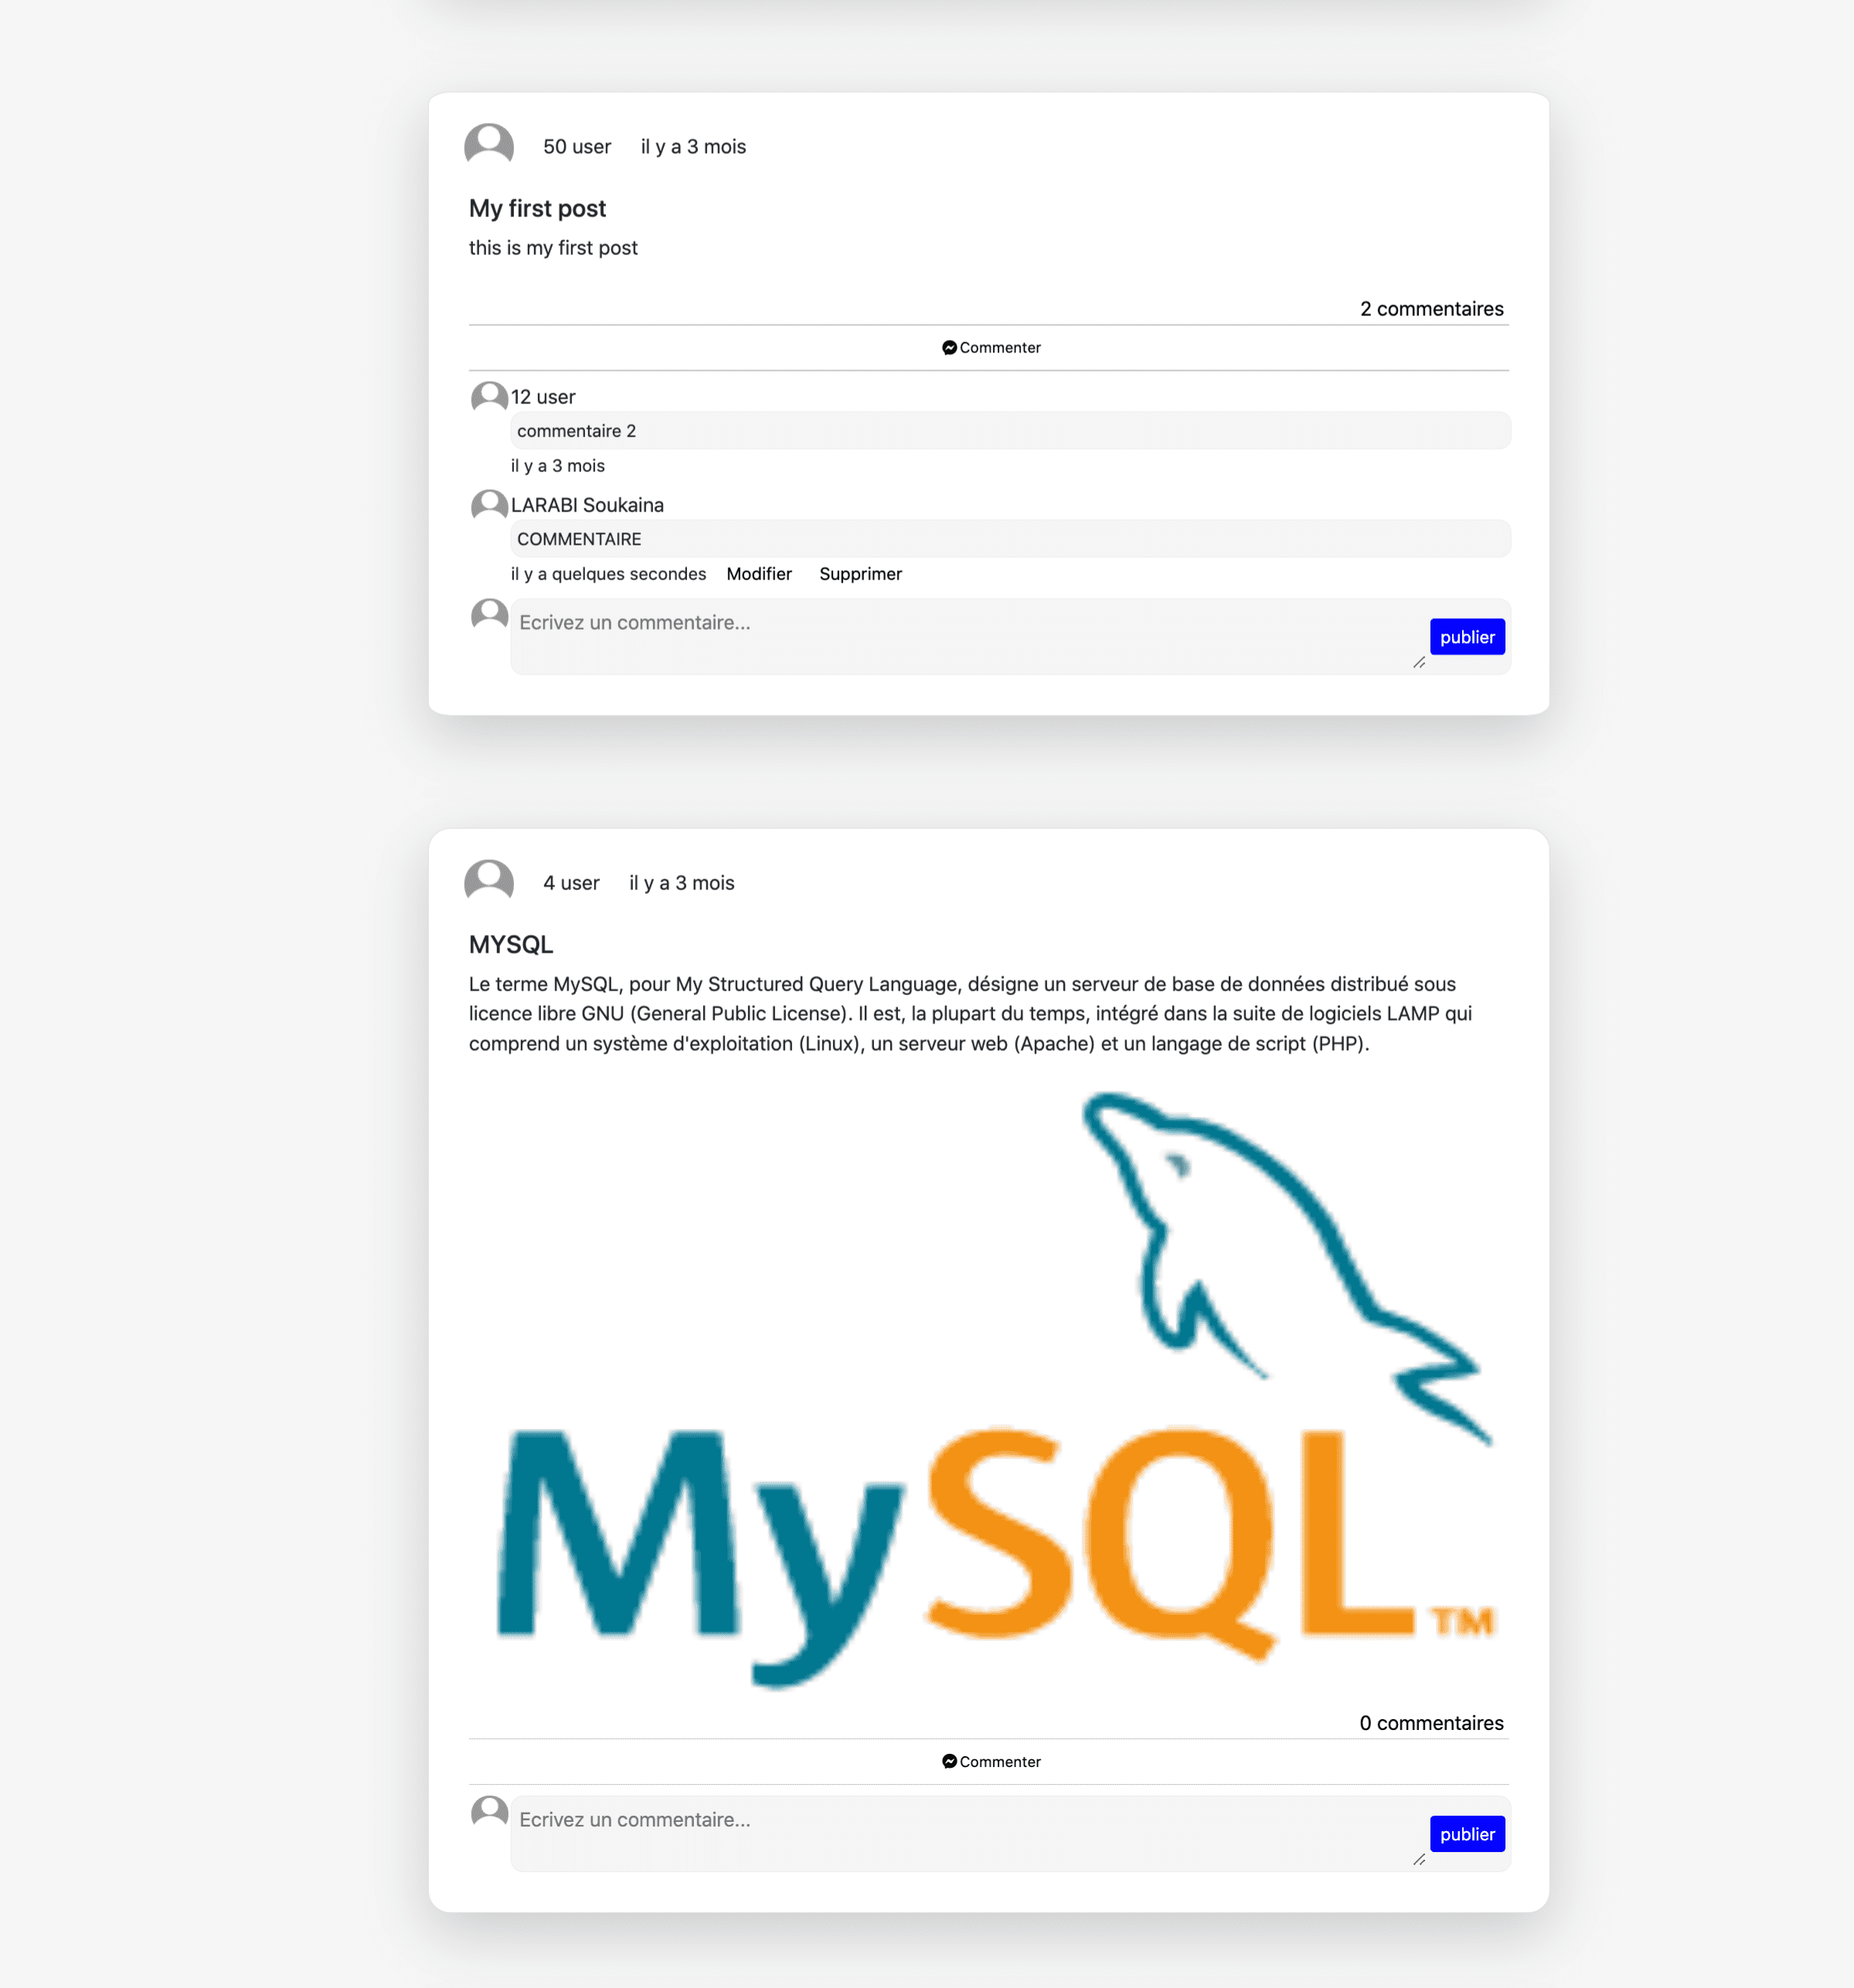 50 user il y a 3 mois
My first post
this is my first post
2 commentaires
Commenter
12 user
commentaire 2
il y a 3 mois
LARABI Soukaina
COMMENTAIRE
il y a quelques secondes Modifier Supprimer
Ecrivez un commentaire...
publier
4 user il y a 3 mois
MYSQL
Le terme MySQL, pour My Structured Query Language, désigne un serveur de base de données distribué sous
licence libre GNU (General Public License). Il est, la plupart du temps, intégré dans la suite de logiciels LAMP qui
comprend un système d'exploitation (Linux), un serveur web (Apache) et un langage de script (PHP).
MySQL™
0 commentaires
Commenter
Ecrivez un commentaire...
publier